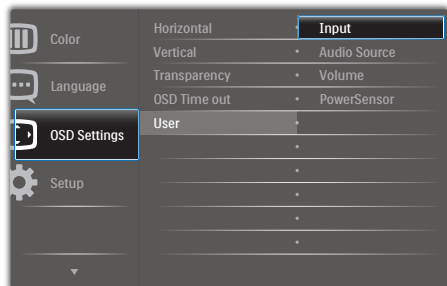 Color
Language
OSD Settings
Setup
Horizontal
Vertical
Transparency
OSD Time out
User
Input
Audio Source
Volume
PowerSensor